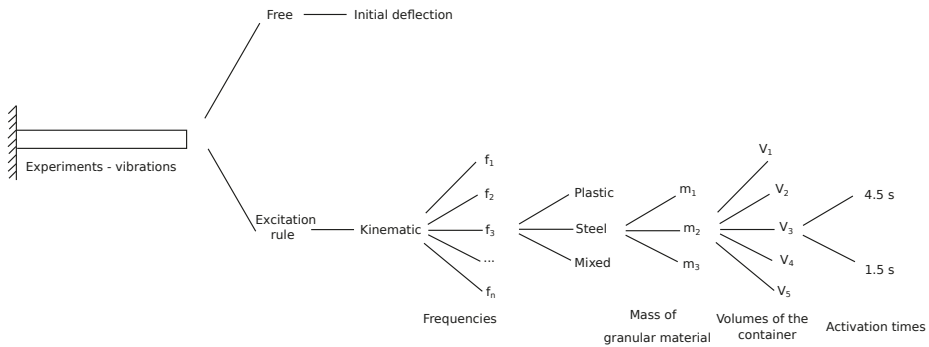 Free
Initial deflection
Experiments - vibrations
Excitation
rule
Kinematic
f1
f2
f3
...
fn
Frequencies
Plastic
Steel
Mixed
m1
m2
m3
Mass of
granular material
V1
V2
V3
V4
V5
Volumes of the
container
4.5 s
1.5 s
Activation times